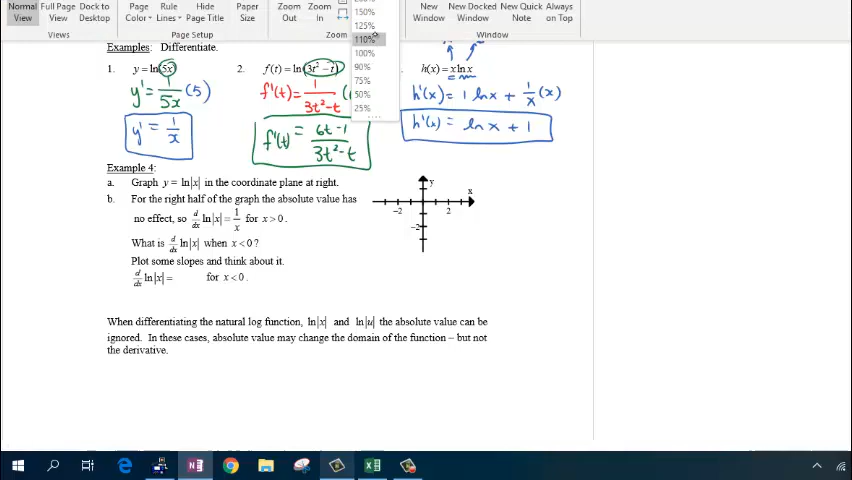 Normal View
Full Page View
Dock to Desktop
Page Color
Rule Lines
Hide Page Title
Paper Size
Zoom Out
Zoom In
150%
125%
110%
100%
90%
75%
50%
25%
New Window
New Docked Window
New Quick Note
Always on Top
Views
Page Setup
Zoom
Window
Examples: Differentiate.
1. y = ln(5x)
2. f(t) = ln(3t² − t)
h(x) = x ln x
y' = 1/5x (5)
f'(t) = 1/3t²-t
h'(x) = 1 ln x + 1/x (x)
y' = 1/x
f'(t) = 6t-1/3t²-t
h'(x) = ln x + 1
Example 4:
a. Graph y = ln|x| in the coordinate plane at right.
b. For the right half of the graph the absolute value has
no effect, so d/dx ln|x| = 1/x for x > 0.
What is d/dx ln|x| when x < 0?
Plot some slopes and think about it.
d/dx ln|x| = for x < 0.
y
x
−2
2
−2
When differentiating the natural log function, ln|x| and ln|u| the absolute value can be
ignored. In these cases, absolute value may change the domain of the function – but not
the derivative.